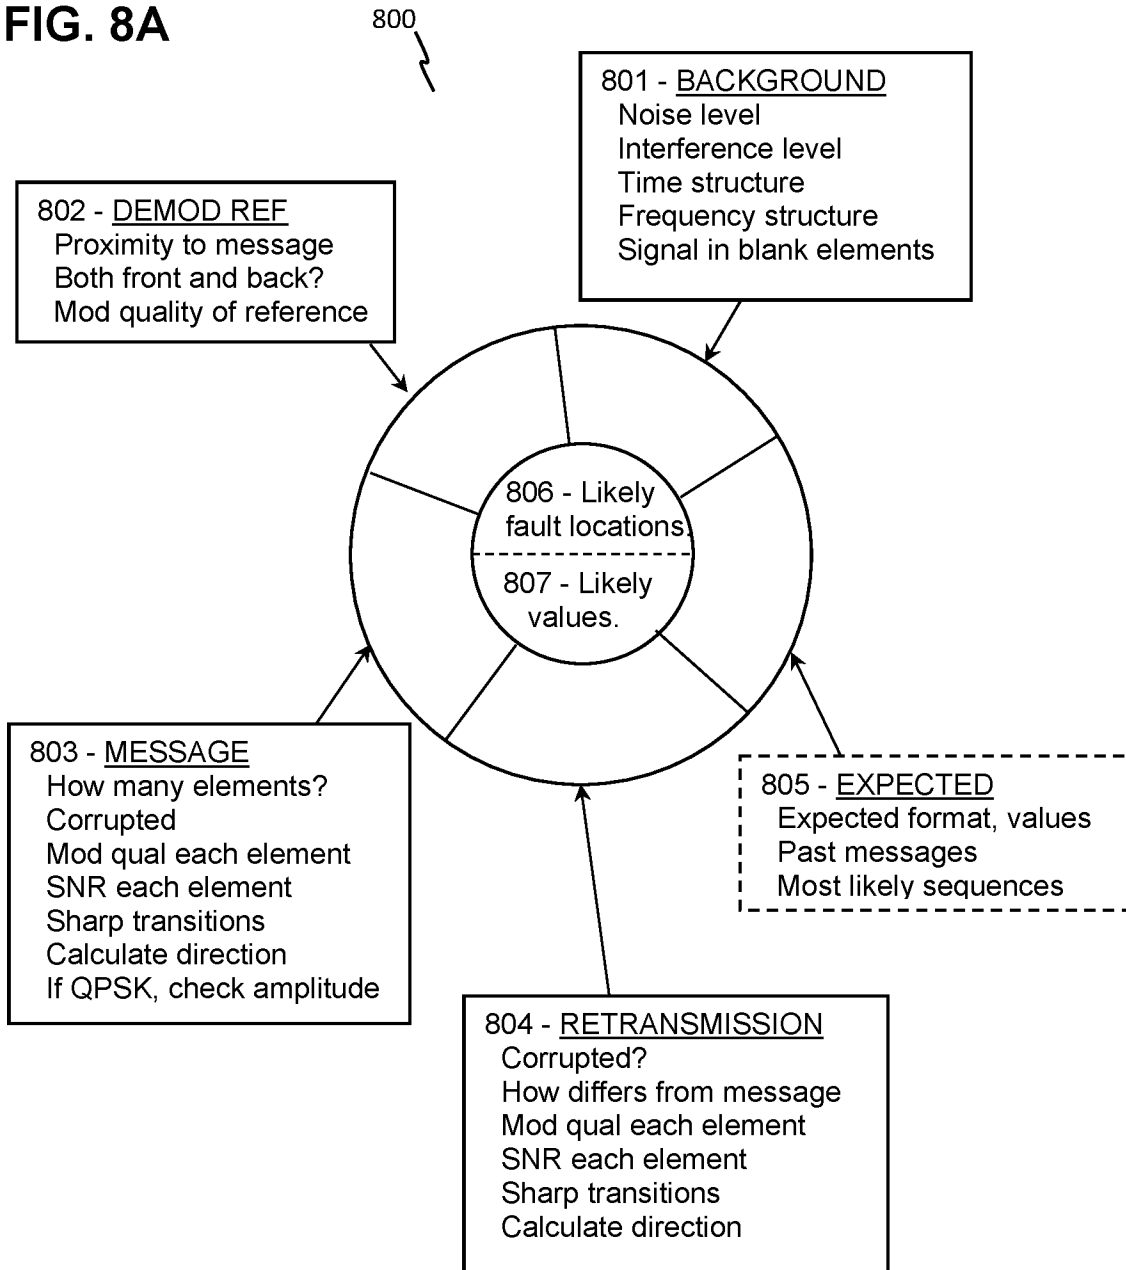 FIG. 8A
800
801 - BACKGROUND
Noise level
Interference level
Time structure
Frequency structure
Signal in blank elements
802 - DEMOD REF
Proximity to message
Both front and back?
Mod quality of reference
806 - Likely
fault locations.
807 - Likely
values.
803 - MESSAGE
How many elements?
Corrupted
Mod qual each element
SNR each element
Sharp transitions
Calculate direction
If QPSK, check amplitude
805 - EXPECTED
Expected format, values
Past messages
Most likely sequences
804 - RETRANSMISSION
Corrupted?
How differs from message
Mod qual each element
SNR each element
Sharp transitions
Calculate direction